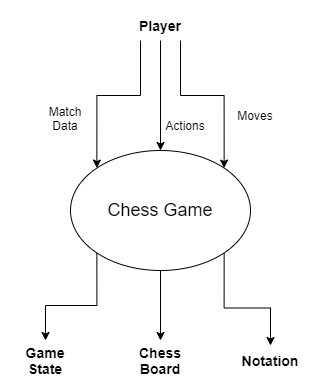 Player
Match
Data
Actions
Moves
Chess Game
Game
State
Chess
Board
Notation